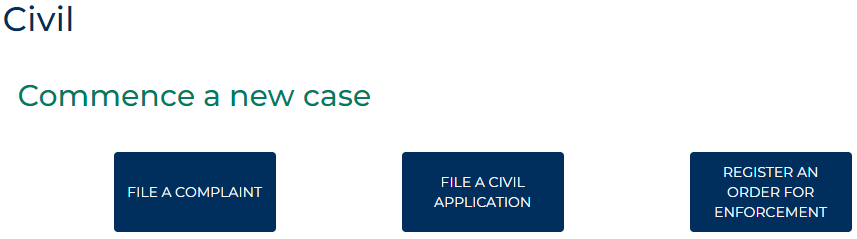 Civil
Commence a new case
FILE A COMPLAINT
FILE A CIVIL
APPLICATION
REGISTER AN
ORDER FOR
ENFORCEMENT